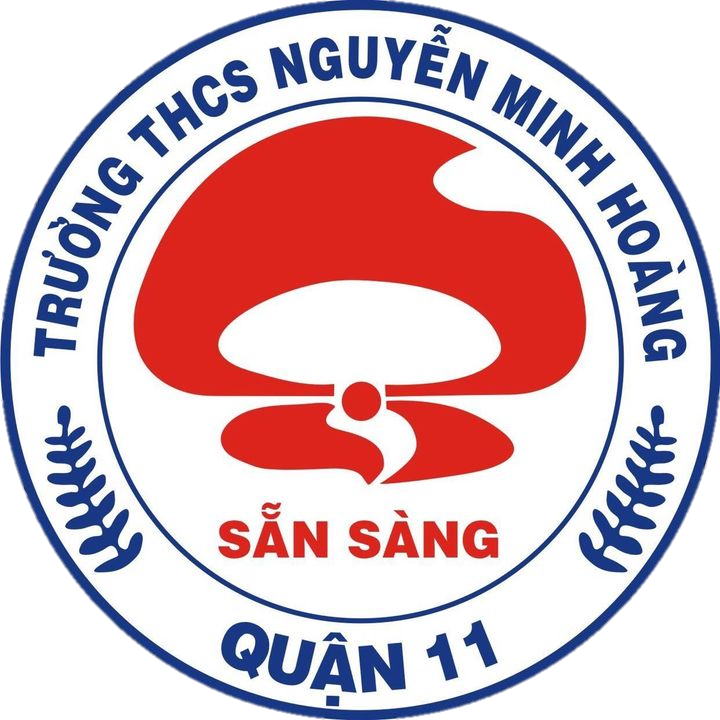 TRƯỜNG THCS NGUYỄN MINH HOÀNG
SẴN SÀNG
QUẬN 11